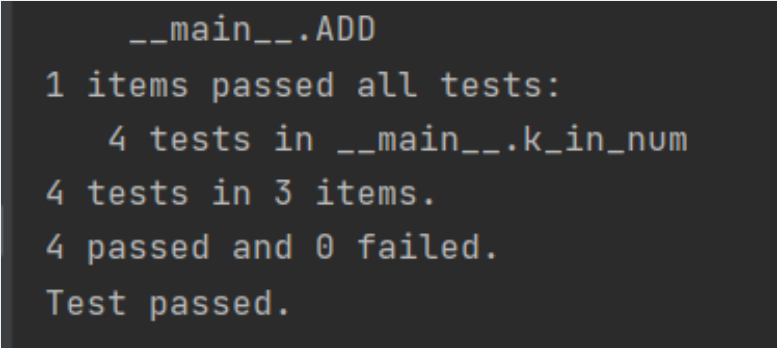 __main__.ADD
1 items passed all tests:
4 tests in __main__.k_in_num
4 tests in 3 items.
4 passed and 0 failed.
Test passed.